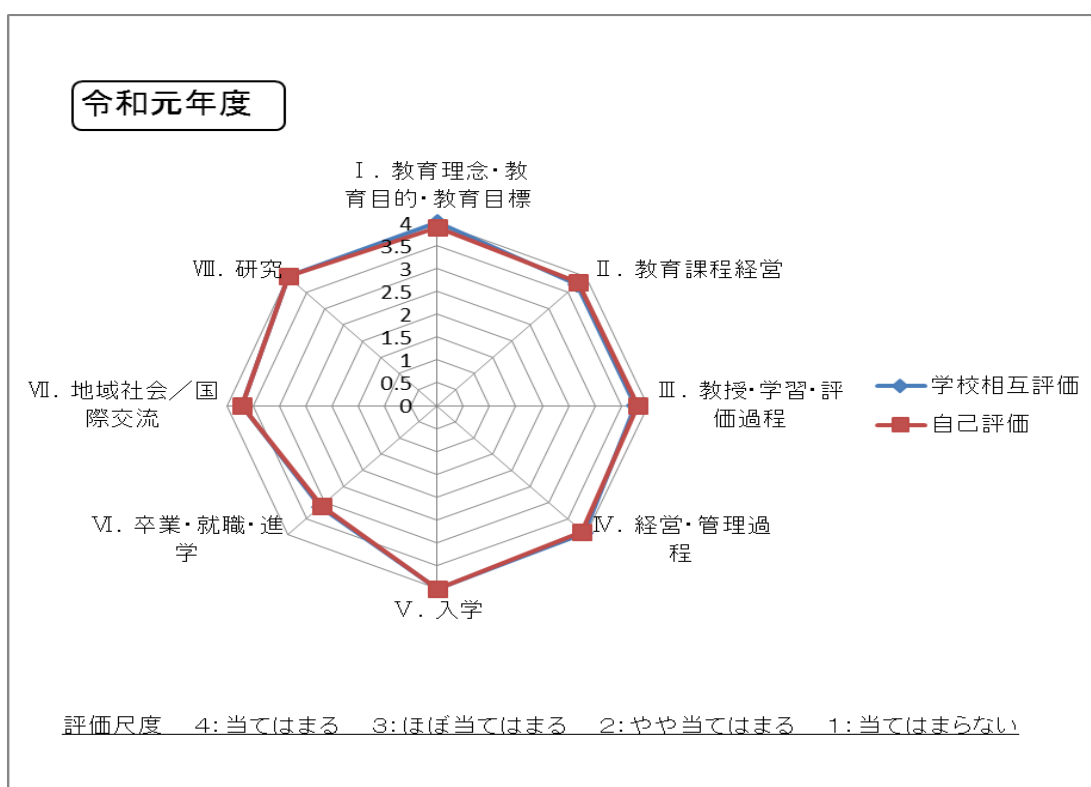 令和元年度
Ⅰ．教育理念・教
育目的・教育目標
4
3.5
3
2.5
2
1.5
1
0.5
0
Ⅱ．教育課程経営
Ⅲ．教授・学習・評
価過程
Ⅳ．経営・管理過
程
Ⅴ．入学
Ⅵ．卒業・就職・進
学
Ⅶ．地域社会／国
際交流
Ⅷ．研究
学校相互評価
自己評価
評価尺度　4：当てはまる　3：ほぼ当てはまる　2：やや当てはまる　1：当てはまらない